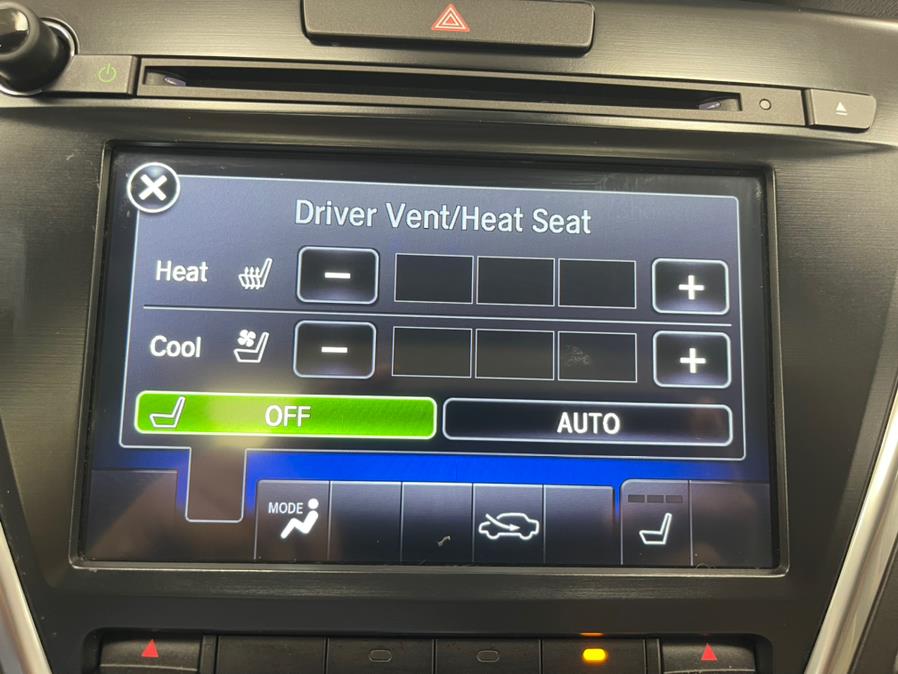 Driver Vent/Heat Seat
Heat - +
Cool - +
OFF AUTO
MODE